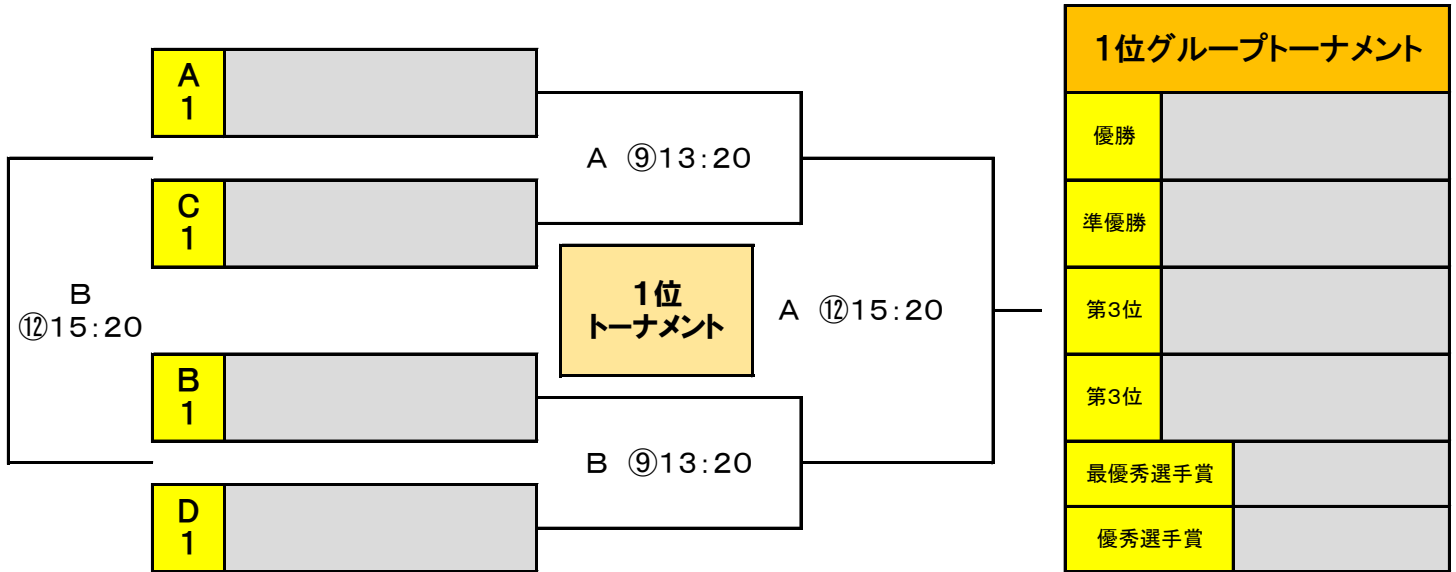 A
1
A ⑨13:20
C
1
B
⑫15:20
1位
トーナメント
A ⑫15:20
B
1
B ⑨13:20
D
1
1位グループトーナメント
優勝
準優勝
第3位
第3位
最優秀選手賞
優秀選手賞